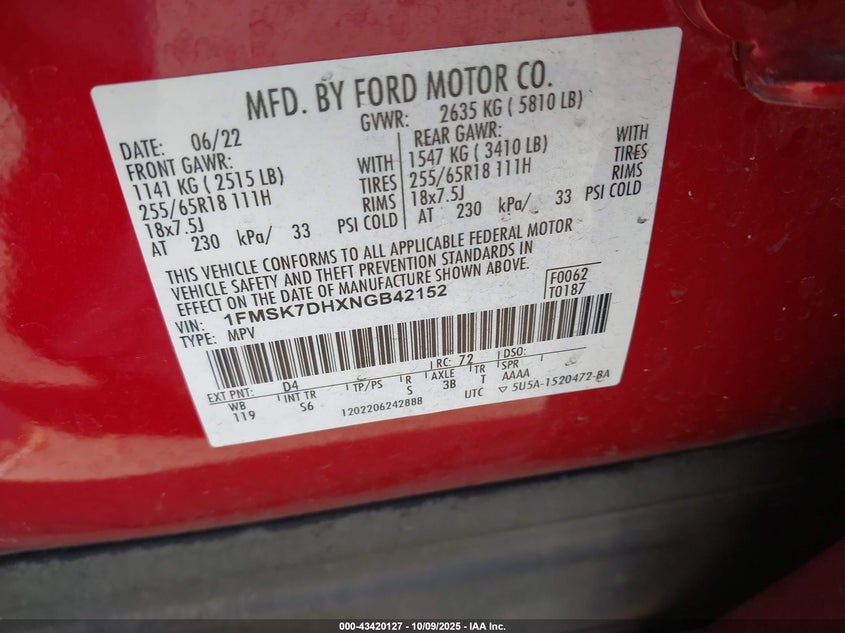 MFD. BY FORD MOTOR CO.
DATE: 06/22
GVWR: 2635 KG ( 5810 LB)
FRONT GAWR:
1141 KG ( 2515 LB) WITH
255/65R18 111H TIRES
18x7.5J RIMS
AT 230 kPa/ 33 PSI COLD
REAR GAWR: WITH
1547 KG ( 3410 LB) TIRES
255/65R18 111H RIMS
18x7.5J
AT 230 kPa/ 33 PSI COLD
THIS VEHICLE CONFORMS TO ALL APPLICABLE FEDERAL MOTOR
VEHICLE SAFETY AND THEFT PREVENTION STANDARDS IN
EFFECT ON THE DATE OF MANUFACTURE SHOWN ABOVE.
F0062
T0187
VIN: 1FMSK7DHXNGB42152
TYPE: MPV
EXT PNT: D4 RC: 72 DSO:
WB INT TR TP/PS R AXLE TR SPR
119 S6 S 3B T AAAA
1202206242888 UTC ▽ 5U5A-1520472-BA
000-43420127 - 10/09/2025 - IAA Inc.